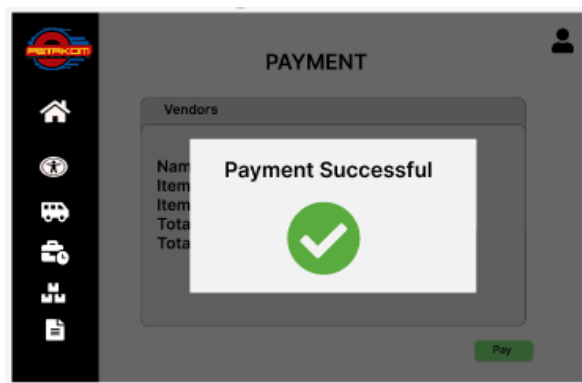 PETAKOM
PAYMENT
Vendors
Nam
Item
Item
Tota
Tota
Payment Successful
Pay